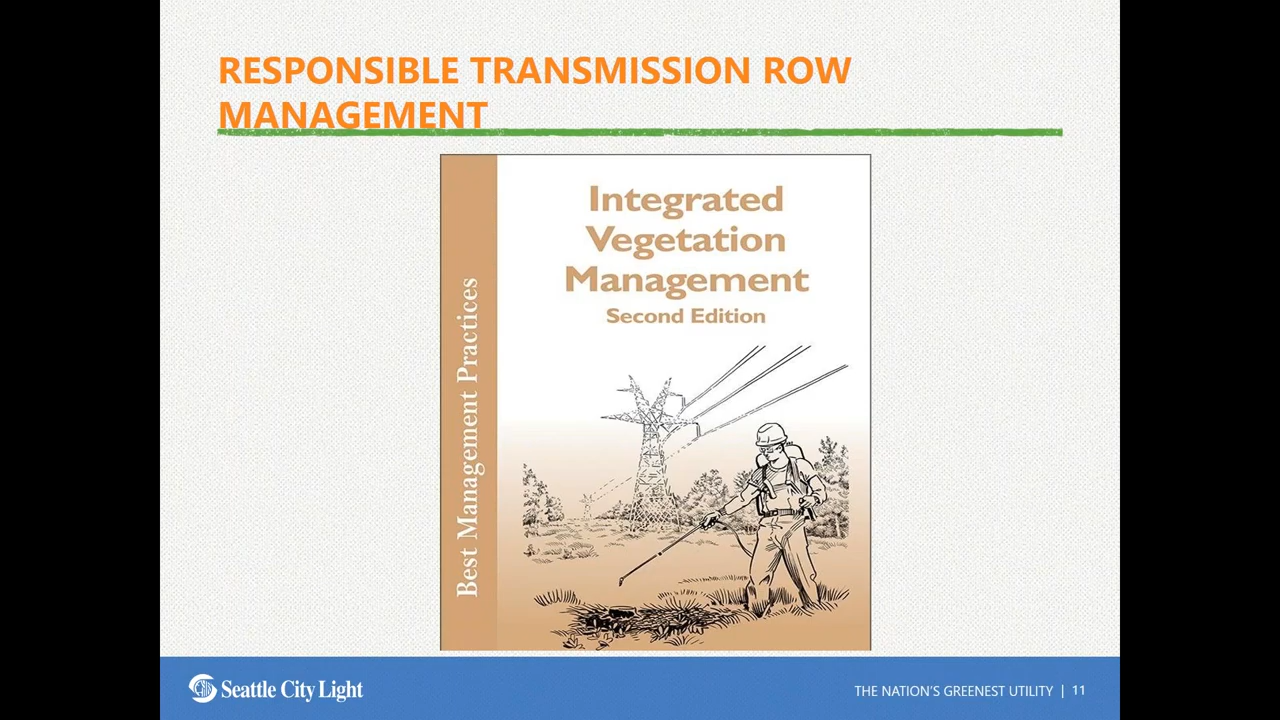 RESPONSIBLE TRANSMISSION ROW
MANAGEMENT
Integrated
Vegetation
Management
Second Edition
Best Management Practices
Seattle City Light
THE NATION'S GREENEST UTILITY | 11